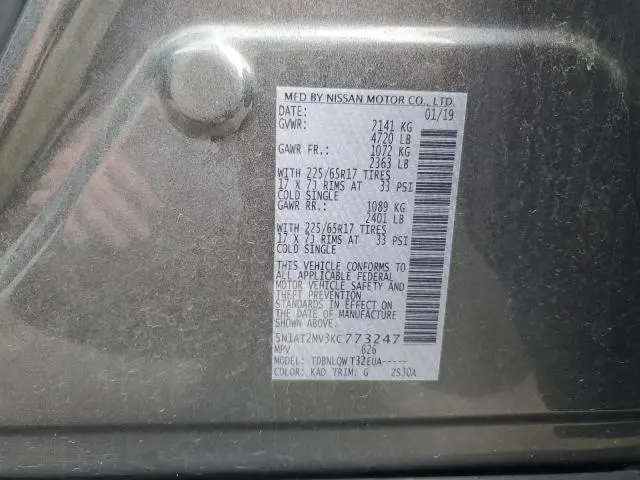 MFD BY NISSAN MOTOR CO., LTD.
DATE: 01/19
GVWR: 2141 KG
4720 LB
GAWR FR.: 1072 KG
2363 LB
WITH 225/65R17 TIRES
17 X 7J RIMS AT 33 PSI
COLD SINGLE
GAWR RR.: 1089 KG
2401 LB
WITH 225/65R17 TIRES
17 X 7J RIMS AT 33 PSI
COLD SINGLE
THIS VEHICLE CONFORMS TO
ALL APPLICABLE FEDERAL
MOTOR VEHICLE SAFETY AND
THEFT PREVENTION
STANDARDS IN EFFECT ON
THE DATE OF MANUFACTURE
SHOWN ABOVE.
5N1AT2MV3KC773247
MPV 626
MODEL: TDBNLQWT32EUA-----
COLOR: KAD TRIM: G 2S30A